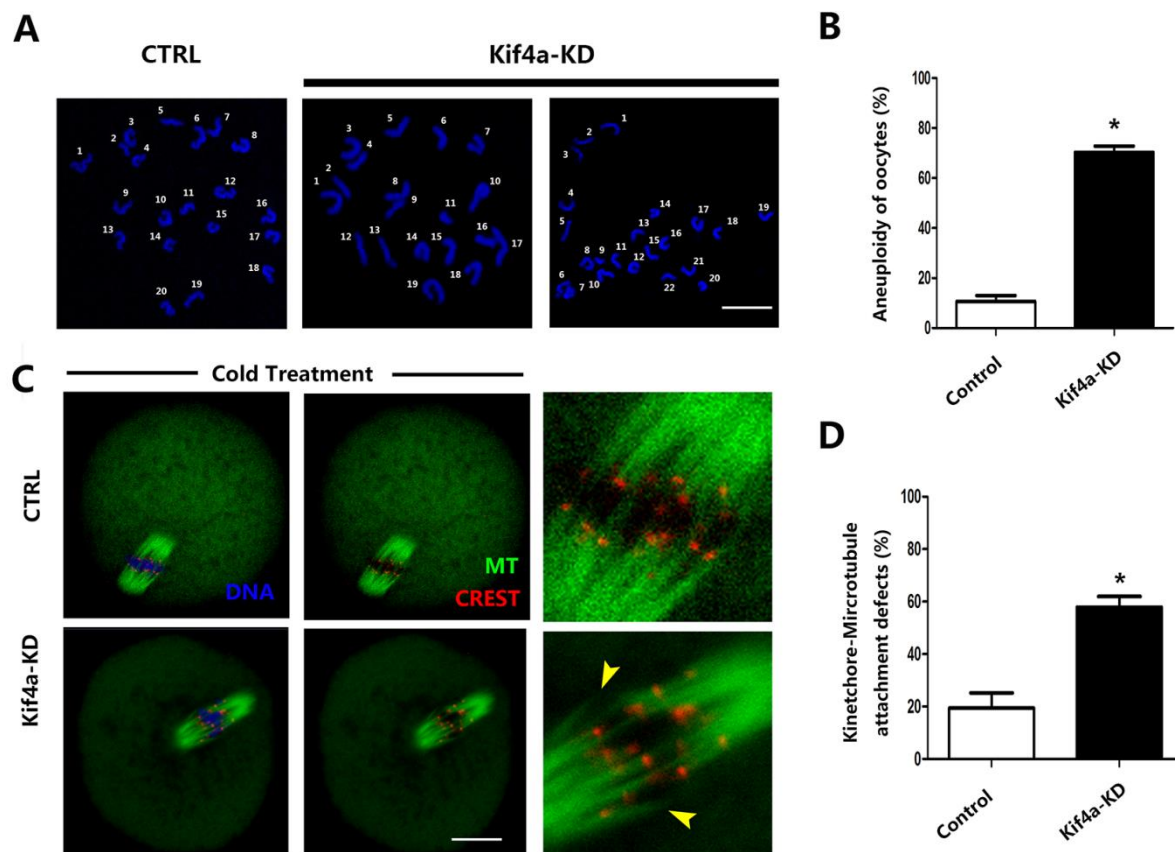 A
CTRL
Kif4a-KD
1 2 3 4 5 6 7 8 9 10 11 12 13 14 15 16 17 18 19 20
1 2 3 4 5 6 7 8 9 10 11 12 13 14 15 16 17 18 19
1 2 3 4 5 6 7 8 9 10 11 12 13 14 15 16 17 18 19 20 21 22
B
Aneuploidy of oocytes (%)
100
80
60
40
20
0
*
Control
Kif4a-KD
C
Cold Treatment
CTRL
DNA
MT
CREST
Kif4a-KD
D
Kinetchore-Mircrotubule
attachment defects (%)
100
80
60
40
20
0
*
Control
Kif4a-KD